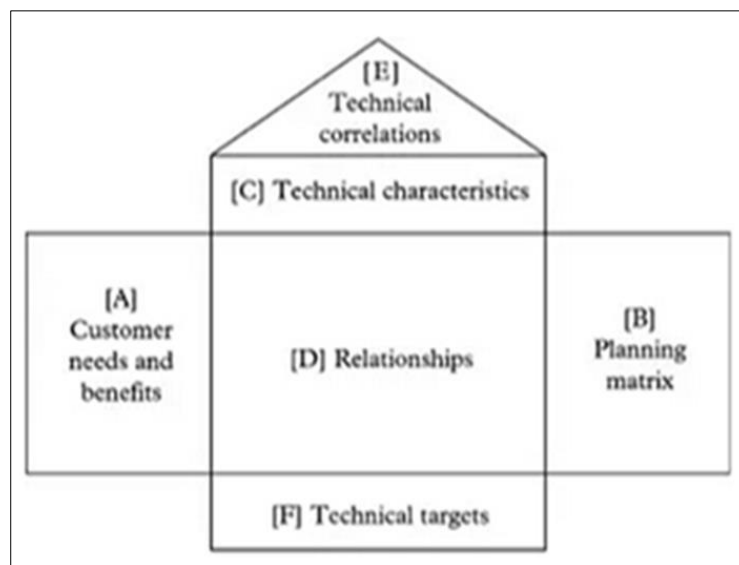 [E]
Technical
correlations
[C] Technical characteristics
[A]
Customer
needs and
benefits
[D] Relationships
[B]
Planning
matrix
[F] Technical targets